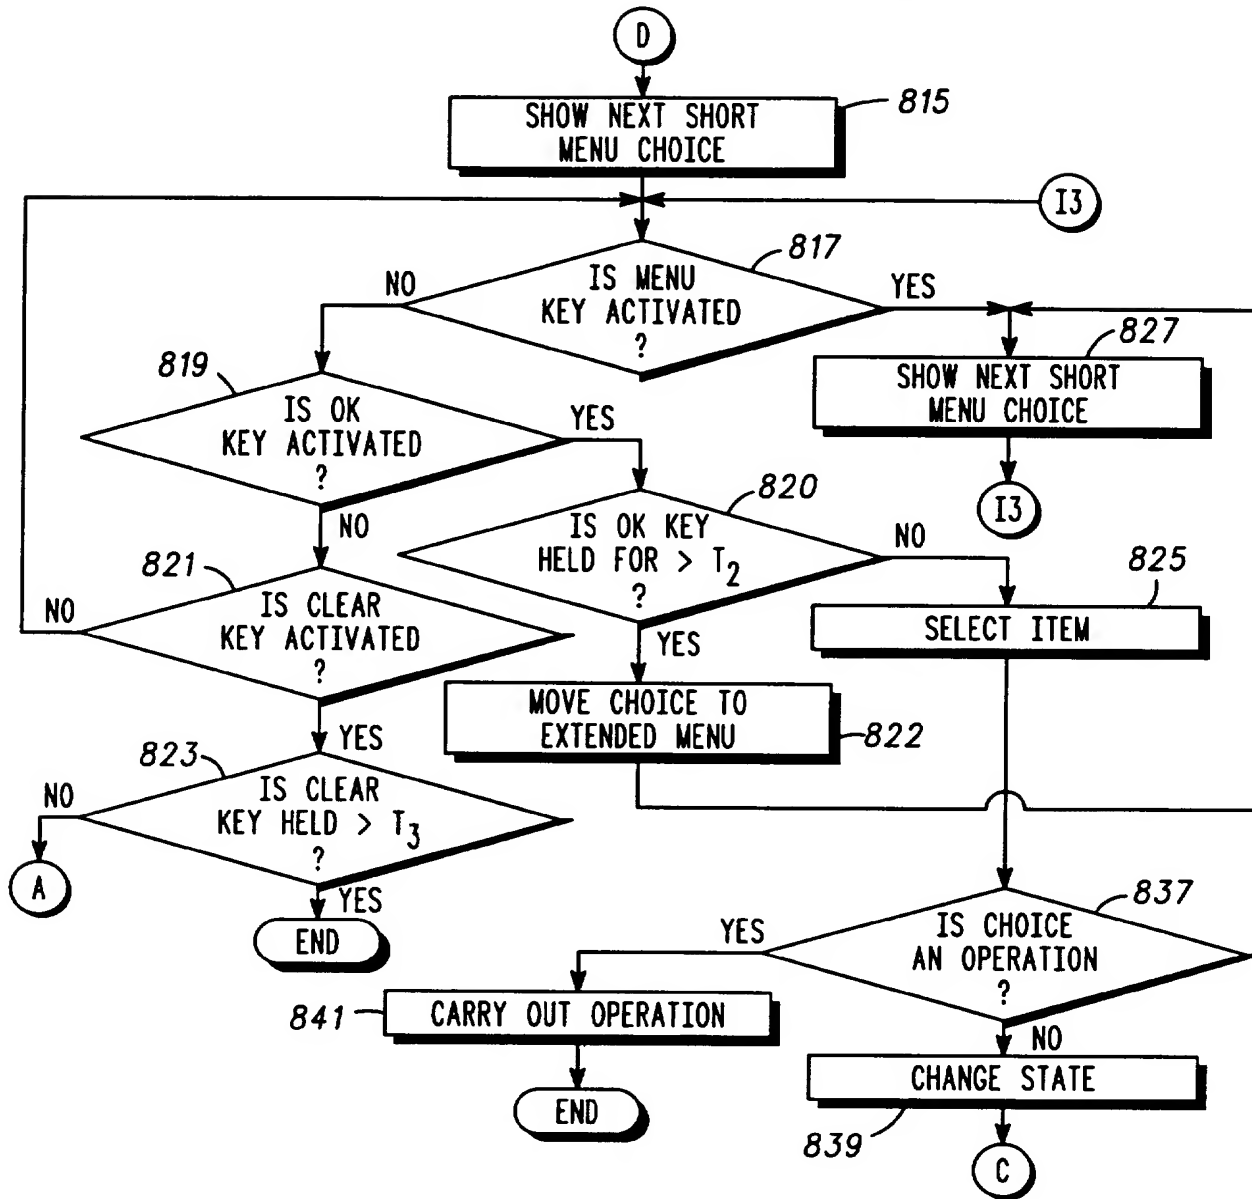 D
SHOW NEXT SHORT
MENU CHOICE
815
I3
IS MENU
KEY ACTIVATED
?
817
NO
YES
SHOW NEXT SHORT
MENU CHOICE
827
I3
819
IS OK
KEY ACTIVATED
?
YES
NO
IS OK KEY
HELD FOR > T2
?
820
NO
YES
825
SELECT ITEM
821
IS CLEAR
KEY ACTIVATED
?
NO
YES
MOVE CHOICE TO
EXTENDED MENU
822
823
IS CLEAR
KEY HELD > T3
?
NO
YES
A
END
837
IS CHOICE
AN OPERATION
?
YES
NO
841
CARRY OUT OPERATION
END
CHANGE STATE
839
C